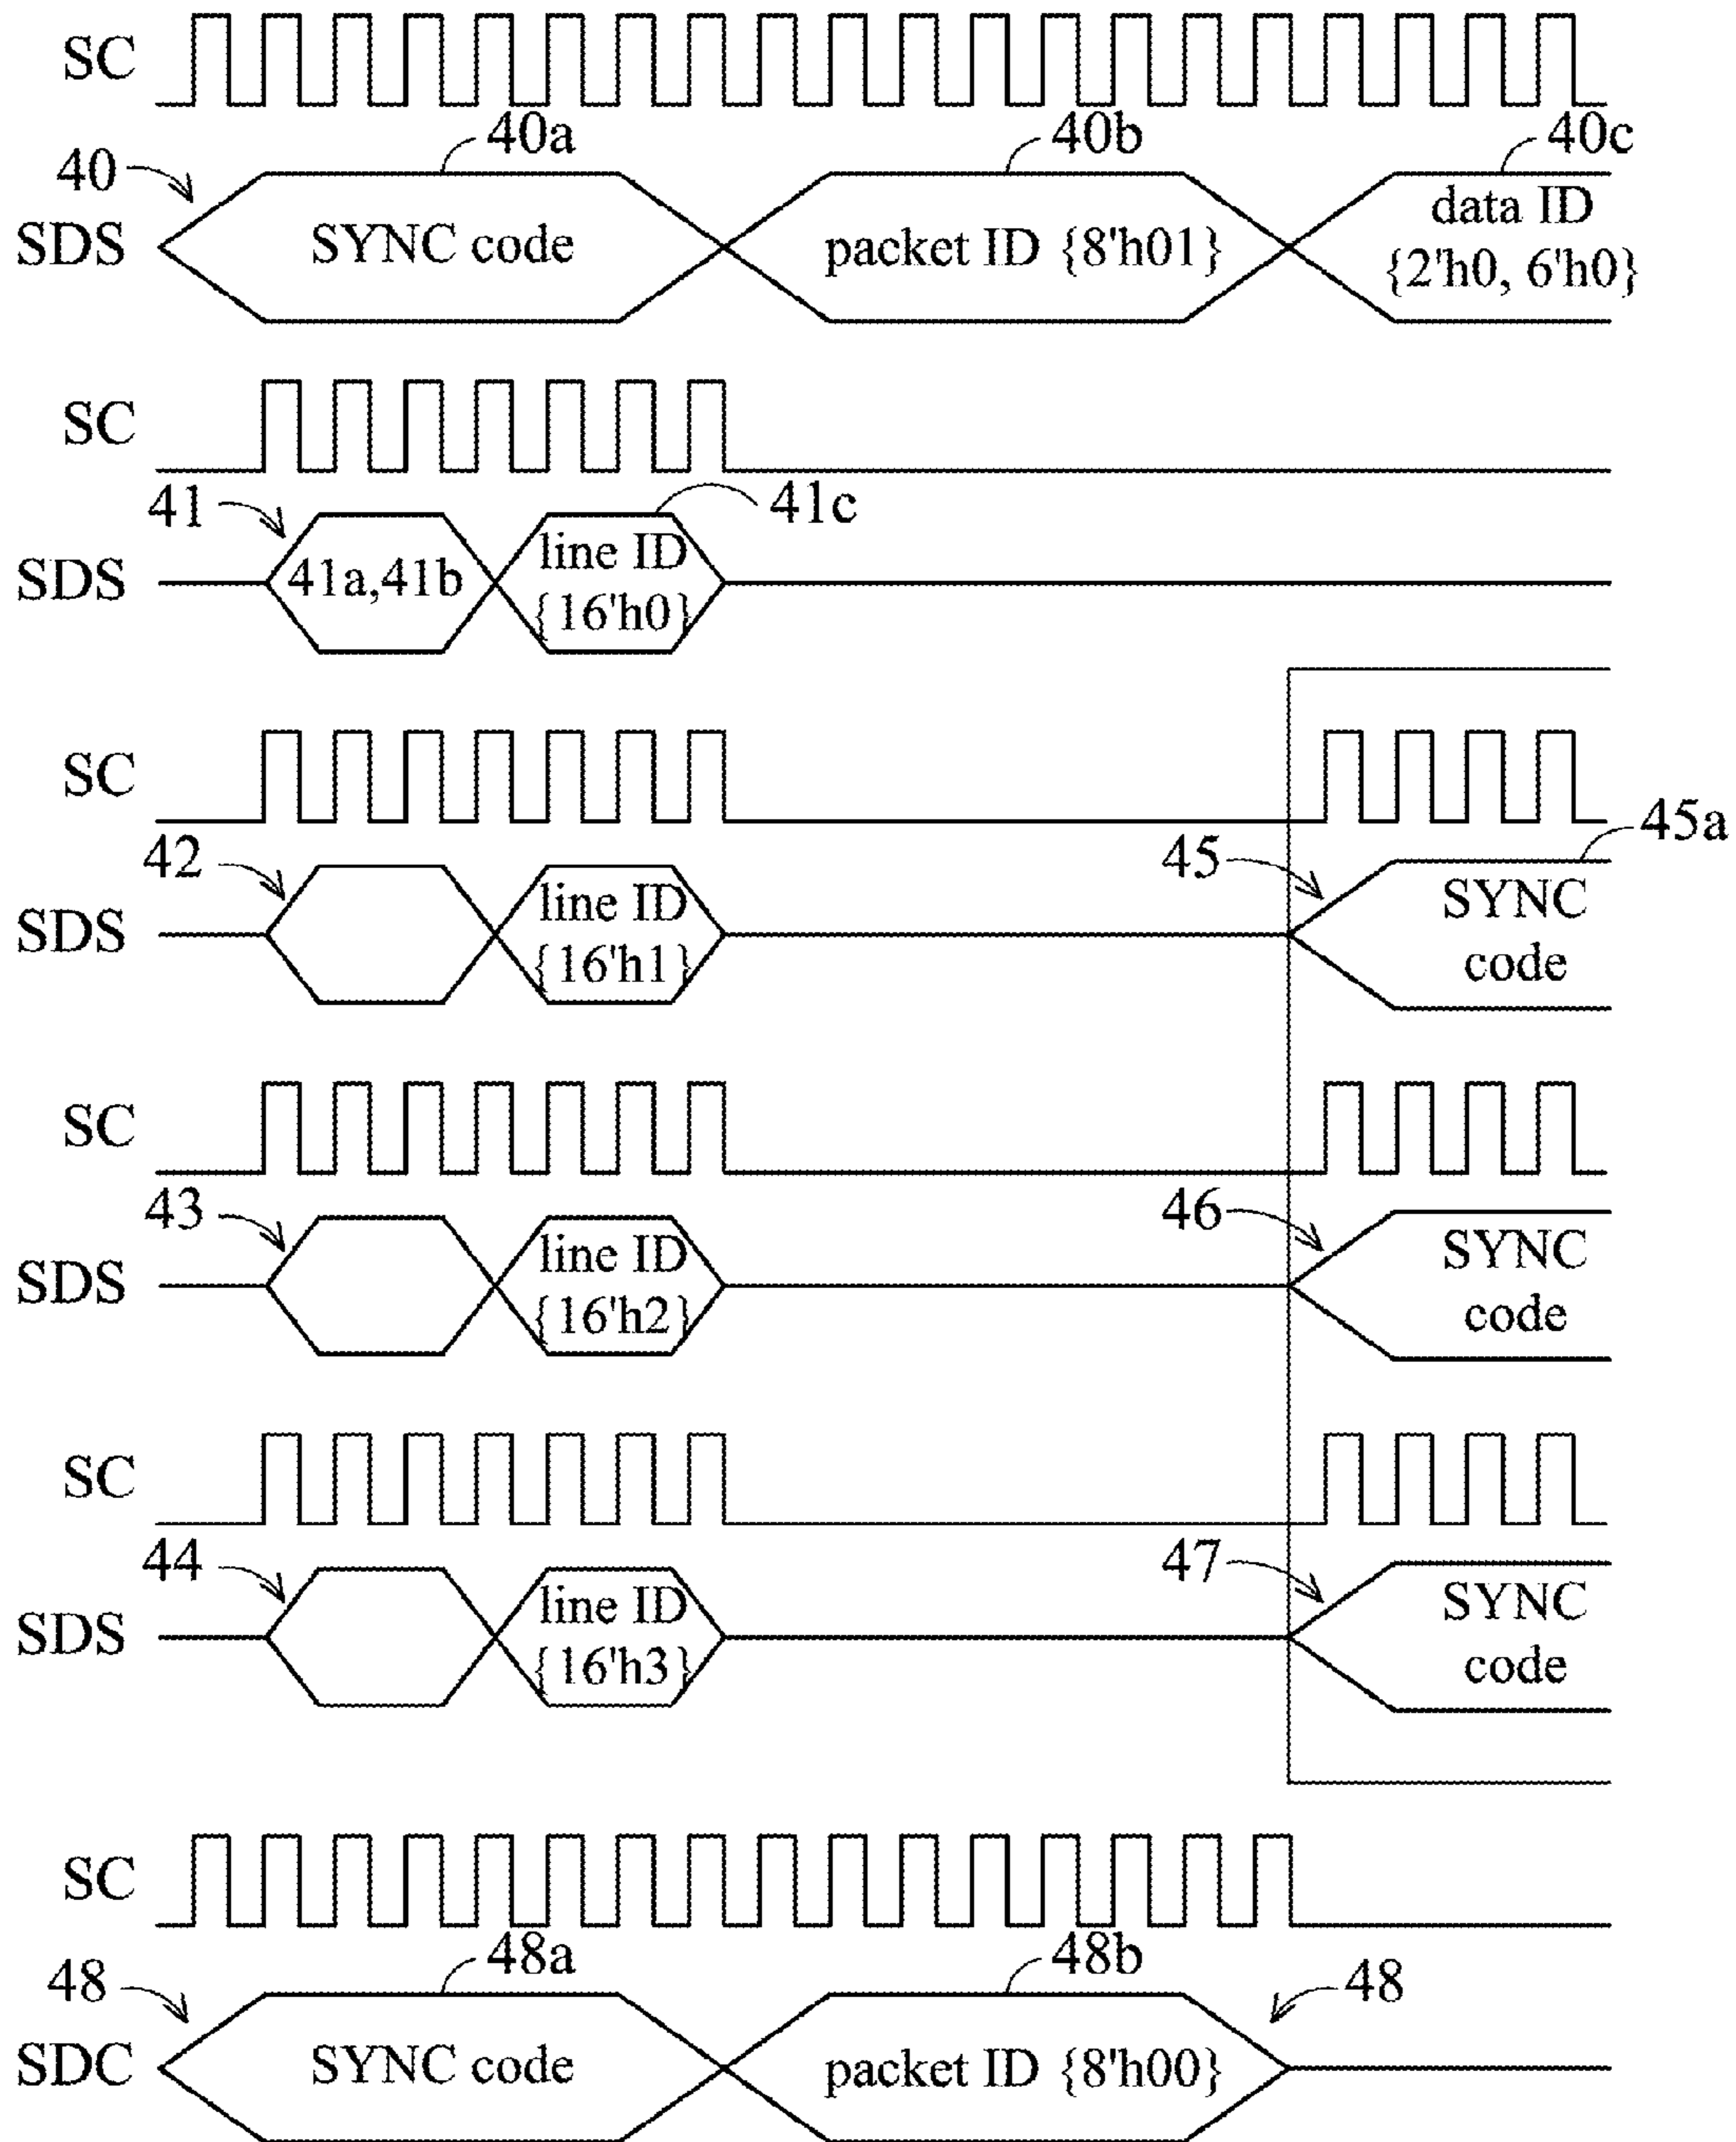 SC
40a
40b
40c
40
SDS
SYNC code
packet ID {8'h01}
data ID
{2'h0, 6'h0}
SC
41
41c
SDS
41a,41b
line ID
{16'h0}
SC
42
45
45a
SDS
line ID
{16'h1}
SYNC
code
SC
43
46
SDS
line ID
{16'h2}
SYNC
code
SC
44
47
SDS
line ID
{16'h3}
SYNC
code
SC
48
48a
48b
48
SDC
SYNC code
packet ID {8'h00}